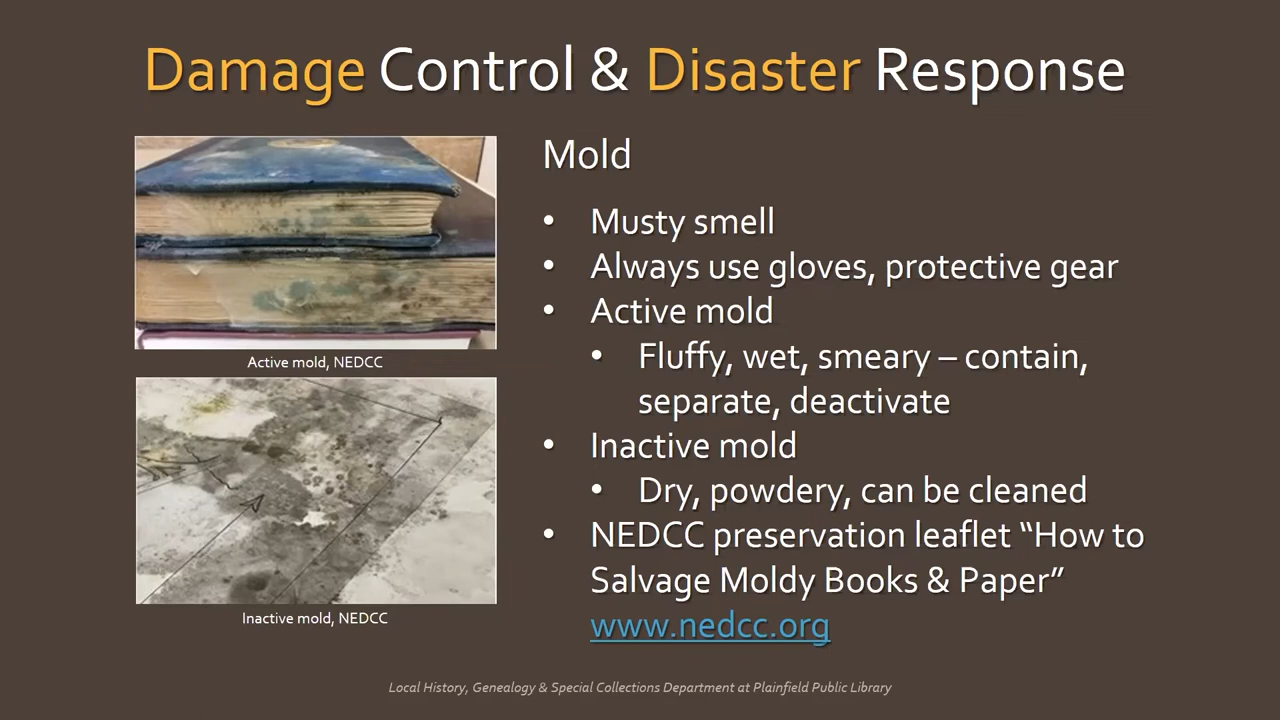 Damage Control & Disaster Response
Mold
• Musty smell
• Always use gloves, protective gear
• Active mold
• Fluffy, wet, smeary – contain,
separate, deactivate
• Inactive mold
• Dry, powdery, can be cleaned
• NEDCC preservation leaflet “How to
Salvage Moldy Books & Paper”
www.nedcc.org
Active mold, NEDCC
Inactive mold, NEDCC
Local History, Genealogy & Special Collections Department at Plainfield Public Library